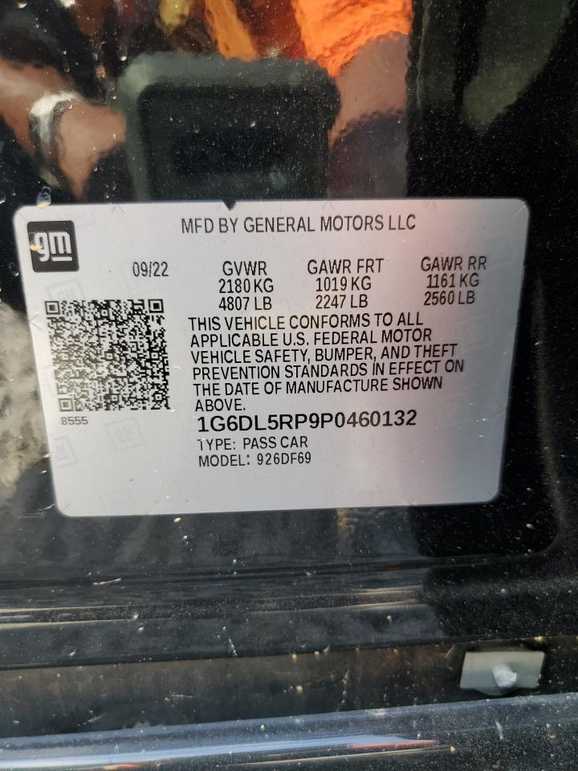 gm
MFD BY GENERAL MOTORS LLC
09/22 GVWR GAWR FRT GAWR RR
2180 KG 1019 KG 1161 KG
4807 LB 2247 LB 2560 LB
THIS VEHICLE CONFORMS TO ALL
APPLICABLE U.S. FEDERAL MOTOR
VEHICLE SAFETY, BUMPER, AND THEFT
PREVENTION STANDARDS IN EFFECT ON
THE DATE OF MANUFACTURE SHOWN
ABOVE.
8555
1G6DL5RP9P0460132
TYPE: PASS CAR
MODEL: 926DF69